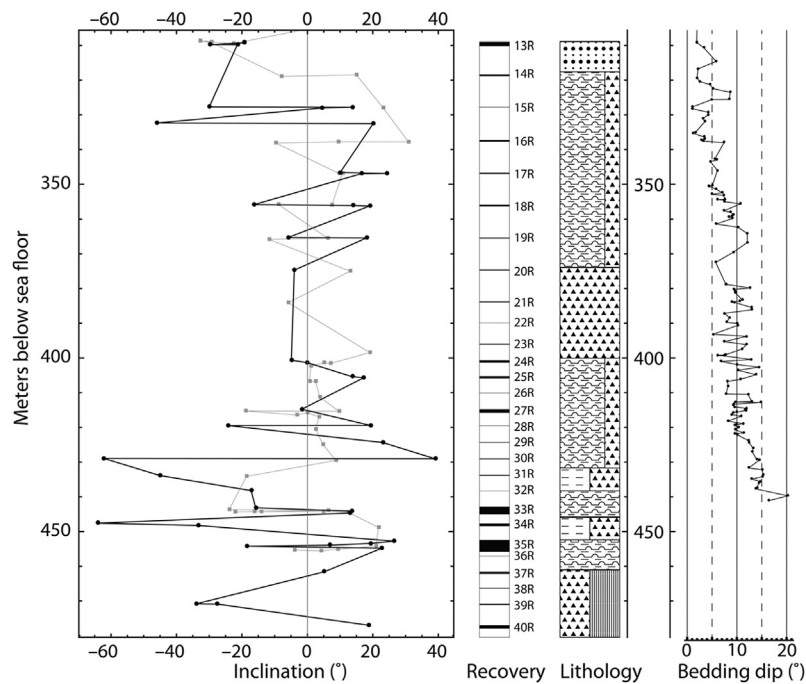 −60 −40 −20 0 20 40
0 10 20
13R
14R
15R
16R
350 17R 350
18R
19R
20R
21R
22R
23R
400 24R 400
25R
26R
27R
28R
29R
30R
31R
32R
33R
450 34R 450
35R
36R
37R
38R
39R
40R
Meters below sea floor
−60 −40 −20 0 20 40
0 10 20
Inclination (˚) Recovery Lithology Bedding dip (˚)